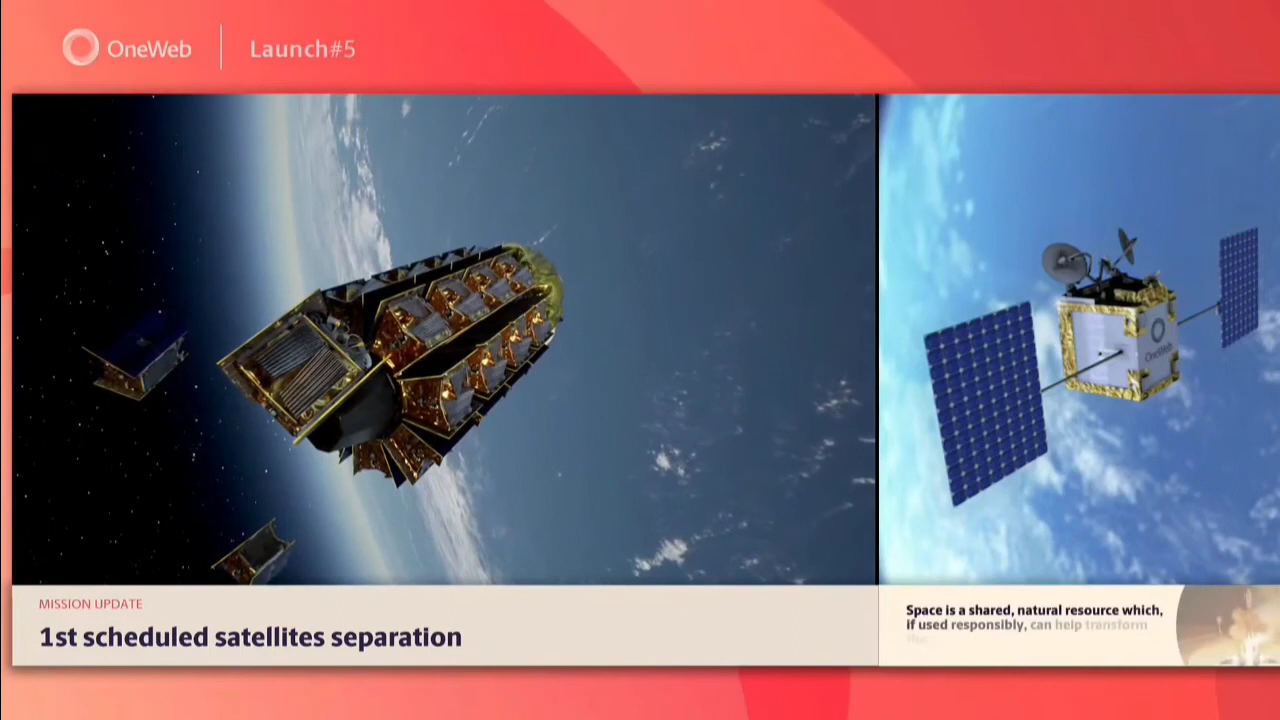 OneWeb
Launch#5
OneWeb
MISSION UPDATE
1st scheduled satellites separation
Space is a shared, natural resource which,
if used responsibly, can help transform
the